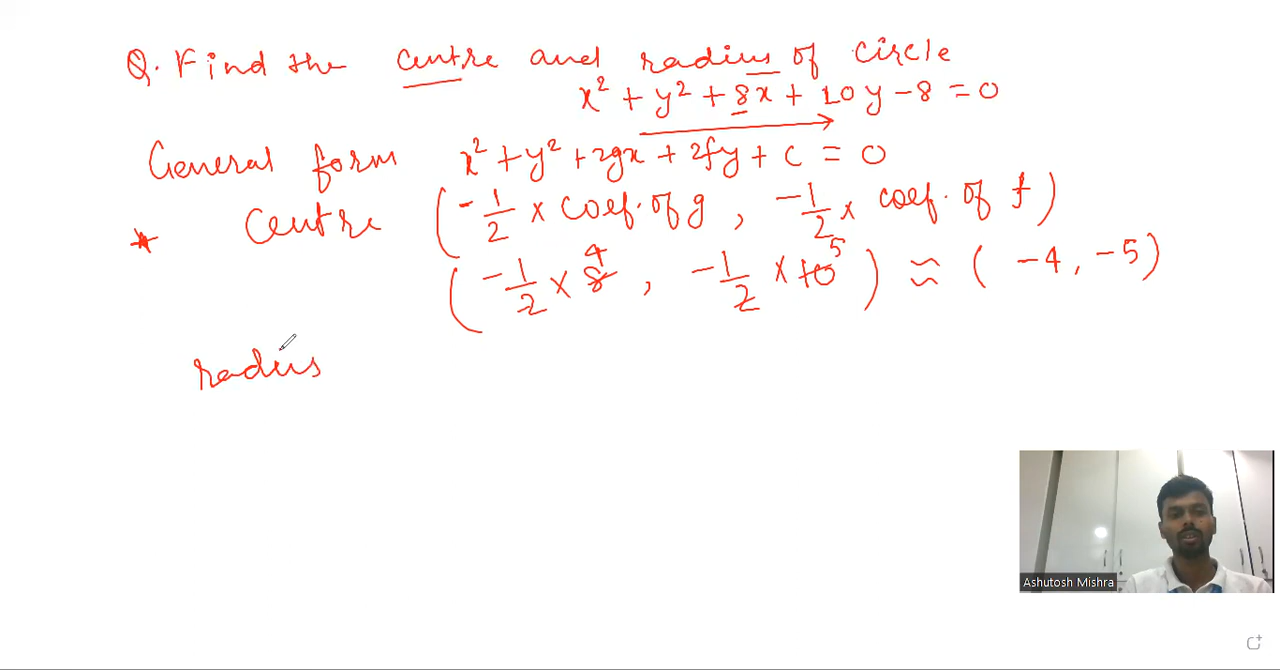 Q. Find the centre and radius of circle
x² + y² + 8x + 10y - 8 = 0
General form x² + y² + 2gx + 2fy + c = 0
* Centre (-1/2 × coef. of g, -1/2 × coef. of f)
(-1/2 × 8 4, -1/2 × 10 5) ≈ (-4, -5)
radius
Ashutosh Mishra